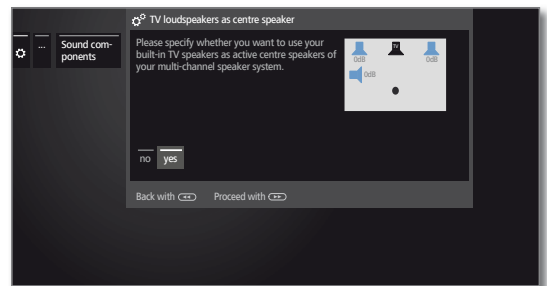 TV loudspeakers as centre speaker
...
Sound com-
ponents
Please specify whether you want to use your
built-in TV speakers as active centre speakers of
your multi-channel speaker system.
TV
0dB
0dB
0dB
no yes
Back with Proceed with